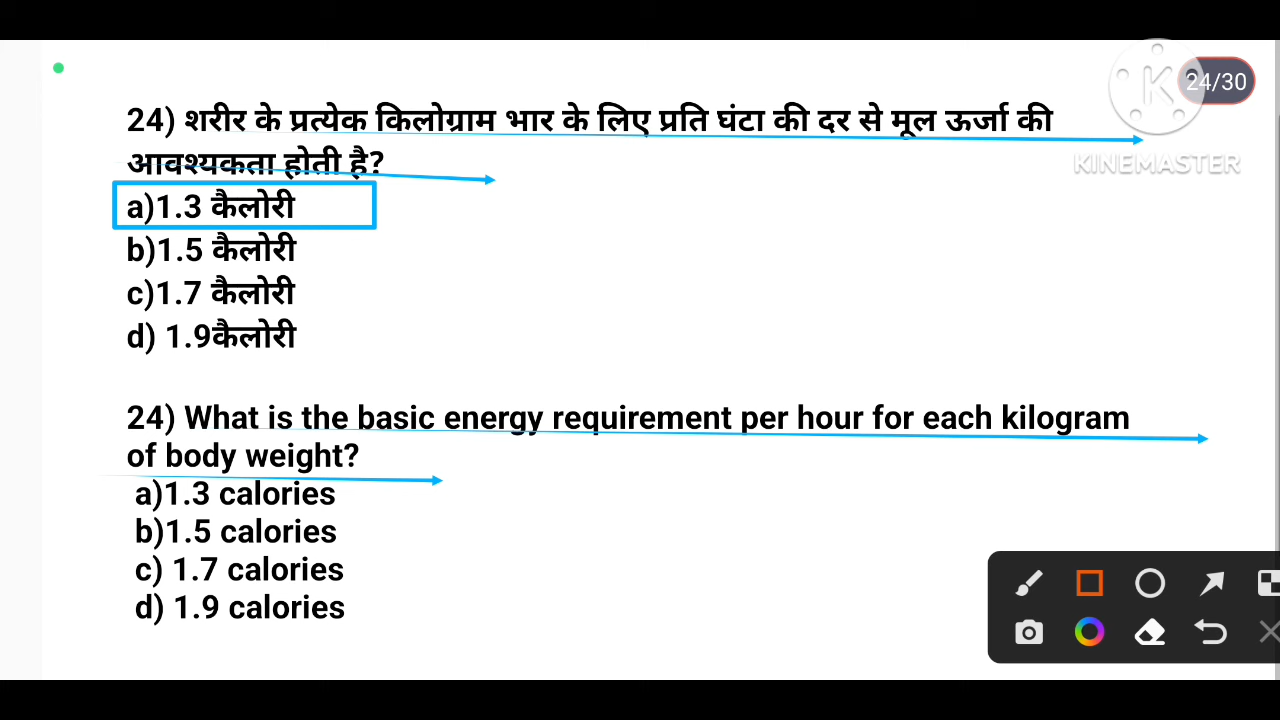 24/30
KINEMASTER
24) शरीर के प्रत्येक किलोग्राम भार के लिए प्रति घंटा की दर से मूल ऊर्जा की
आवश्यकता होती है?
a)1.3 कैलोरी
b)1.5 कैलोरी
c)1.7 कैलोरी
d) 1.9कैलोरी
24) What is the basic energy requirement per hour for each kilogram
of body weight?
a)1.3 calories
b)1.5 calories
c) 1.7 calories
d) 1.9 calories